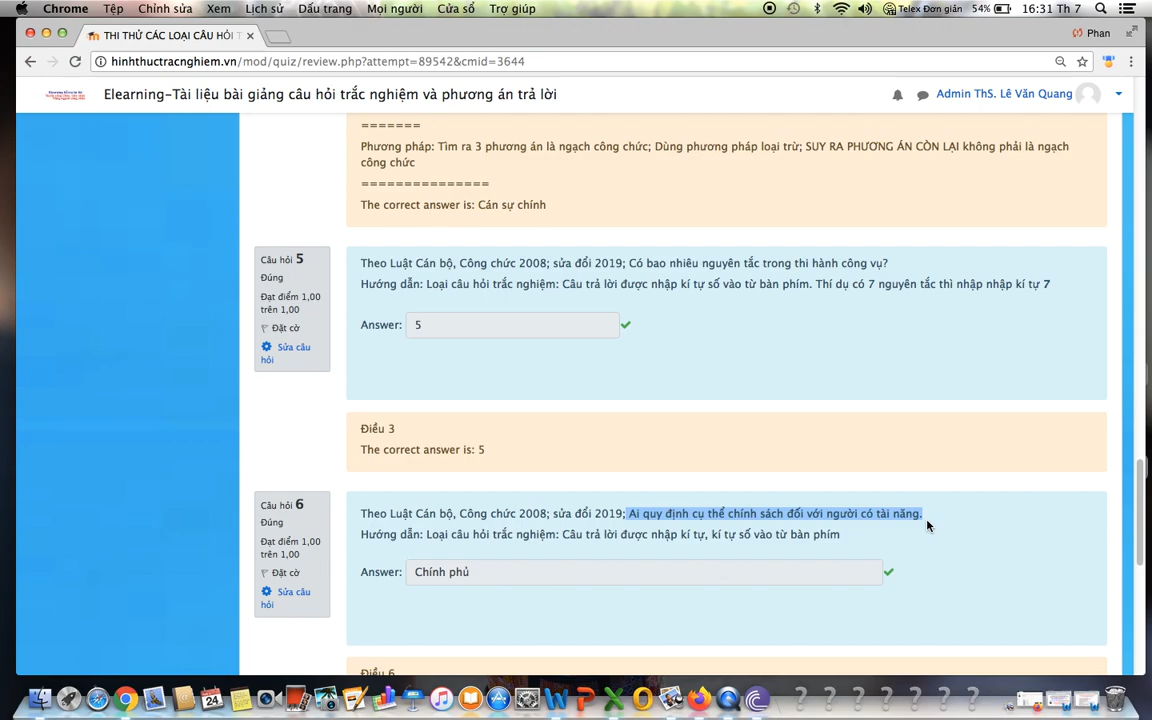 Chrome Tệp Chỉnh sửa Xem Lịch sử Dấu trang Mọi người Cửa sổ Trợ giúp Telex Đơn giản 54% 16:31 Th 7
THI THỬ CÁC LOẠI CÂU HỎI T Phan
hinhthuctracnghiem.vn/mod/quiz/review.php?attempt=89542&cmid=3644
Elearning-Tài liệu bài giảng câu hỏi trắc nghiệm và phương án trả lời Admin ThS. Lê Văn Quang
=======
Phương pháp: Tìm ra 3 phương án là ngạch công chức; Dùng phương pháp loại trừ; SUY RA PHƯƠNG ÁN CÒN LẠI không phải là ngạch
công chức
===============
The correct answer is: Cán sự chính
Câu hỏi 5
Đúng
Đạt điểm 1,00
trên 1,00
Đặt cờ
Sửa câu
hỏi
Theo Luật Cán bộ, Công chức 2008; sửa đổi 2019; Có bao nhiêu nguyên tắc trong thi hành công vụ?
Hướng dẫn: Loại câu hỏi trắc nghiệm: Câu trả lời được nhập kí tự số vào từ bàn phím. Thí dụ có 7 nguyên tắc thì nhập nhập kí tự 7
Answer: 5
Điều 3
The correct answer is: 5
Câu hỏi 6
Đúng
Đạt điểm 1,00
trên 1,00
Đặt cờ
Sửa câu
hỏi
Theo Luật Cán bộ, Công chức 2008; sửa đổi 2019; Ai quy định cụ thể chính sách đối với người có tài năng.
Hướng dẫn: Loại câu hỏi trắc nghiệm: Câu trả lời được nhập kí tự, kí tự số vào từ bàn phím
Answer: Chính phủ
Điều 6